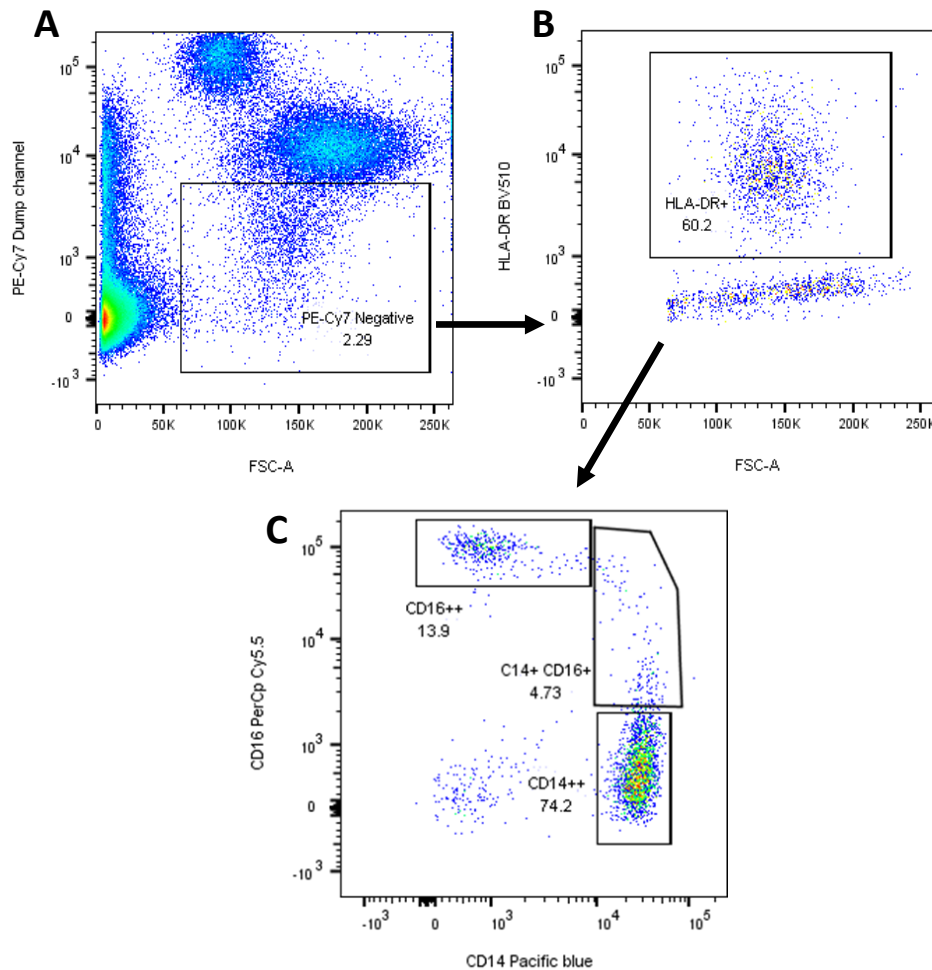 A
PE-Cy7 Dump channel
10^5
10^4
10^3
0
-10^3
PE-Cy7 Negative
2.29
0 50K 100K 150K 200K 250K
FSC-A
B
HLA-DR BV510
10^5
10^4
10^3
0
-10^3
HLA-DR+
60.2
0 50K 100K 150K 200K 250K
FSC-A
C
CD16 PerCp Cy5.5
10^5
10^4
10^3
0
-10^3
CD16++
13.9
C14+ CD16+
4.73
CD14++
74.2
-10^3 0 10^3 10^4 10^5
CD14 Pacific blue